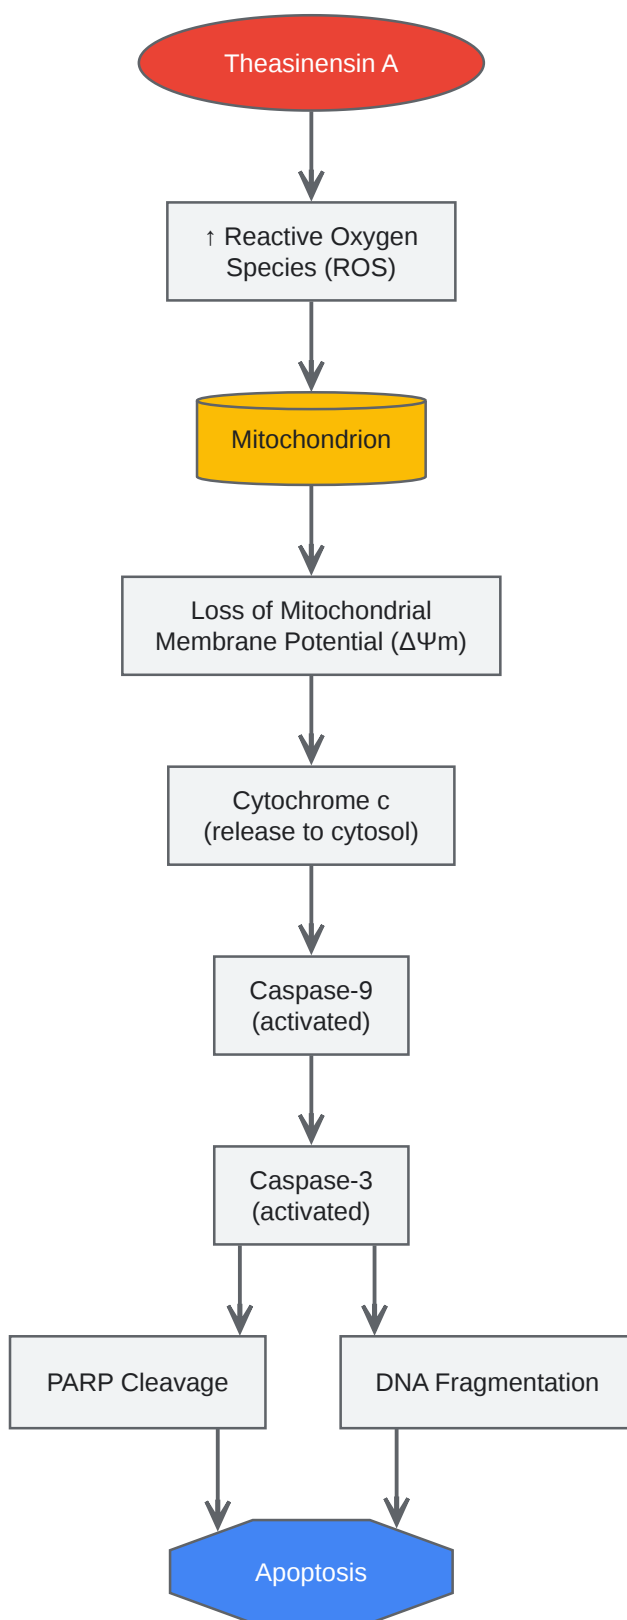 Theasinensin A
↑ Reactive Oxygen
Species (ROS)
Mitochondrion
Loss of Mitochondrial
Membrane Potential (ΔΨm)
Cytochrome c
(release to cytosol)
Caspase-9
(activated)
Caspase-3
(activated)
PARP Cleavage
DNA Fragmentation
Apoptosis